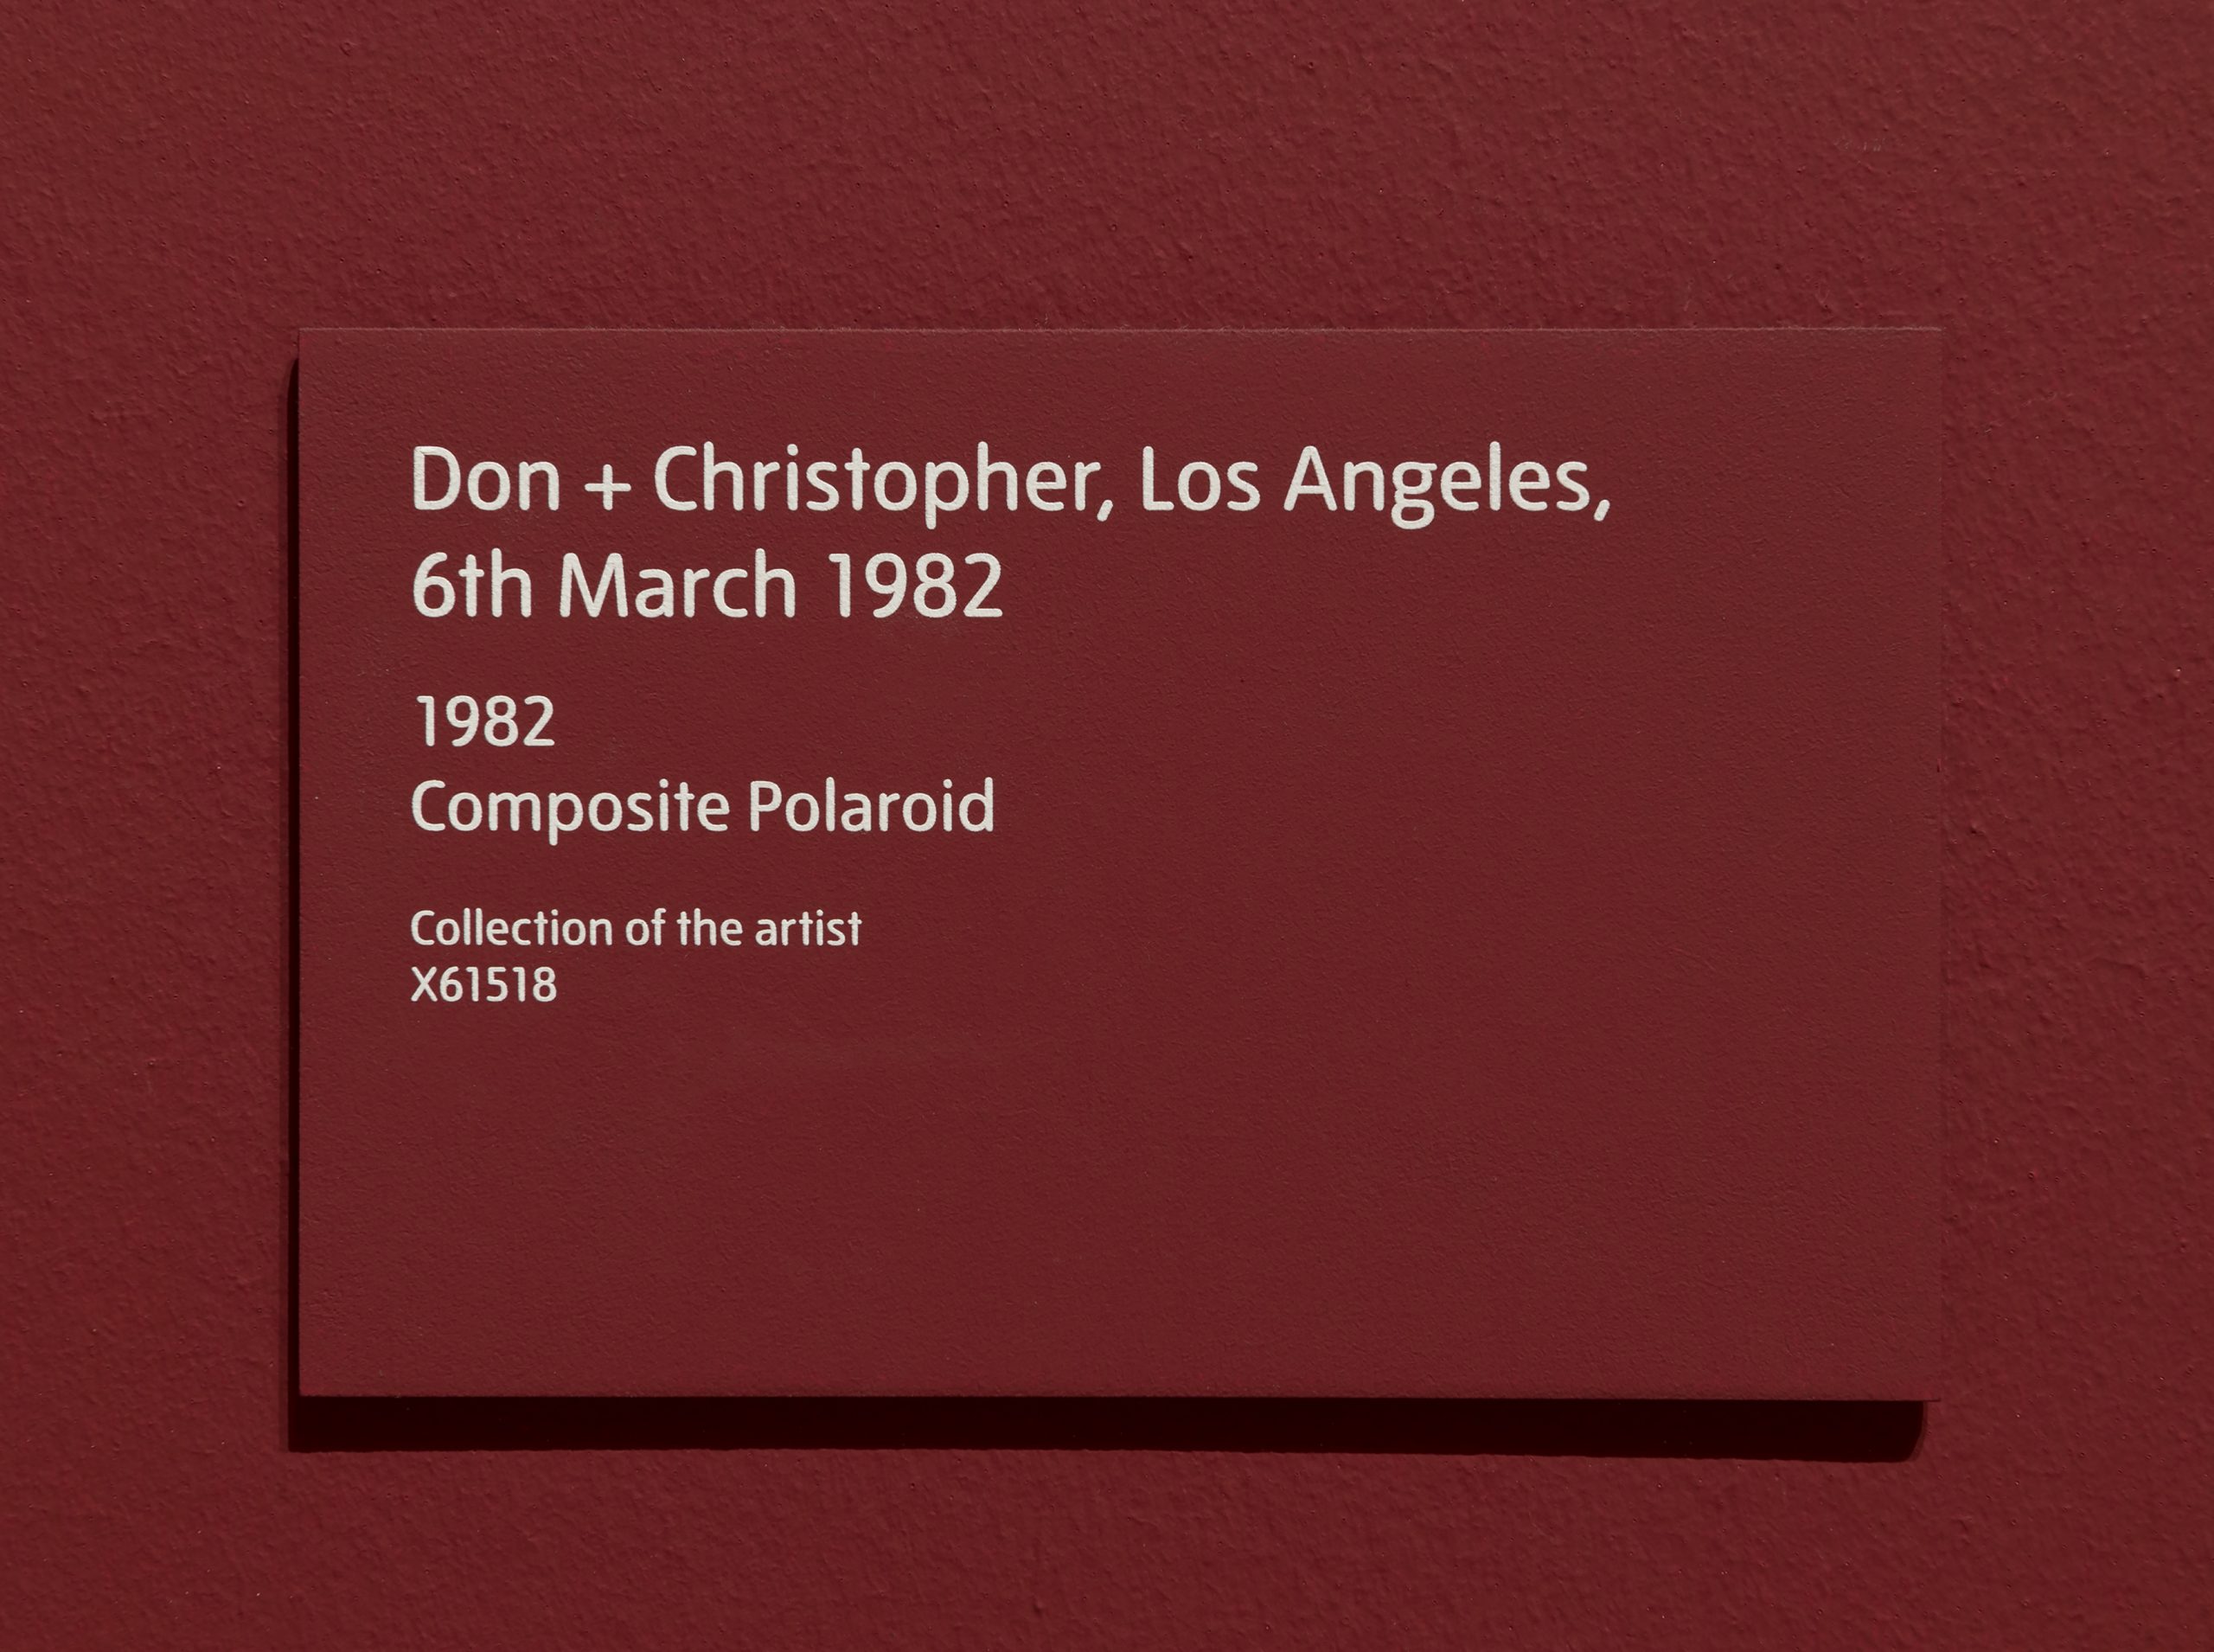 Don + Christopher, Los Angeles,
6th March 1982
1982
Composite Polaroid
Collection of the artist
X61518